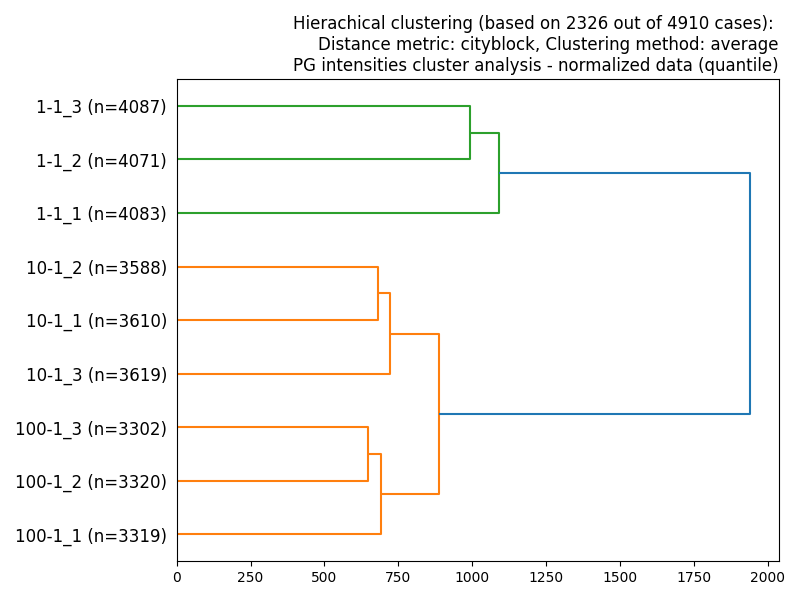 Hierachical clustering (based on 2326 out of 4910 cases):
Distance metric: cityblock, Clustering method: average
PG intensities cluster analysis - normalized data (quantile)
1-1_3 (n=4087)
1-1_2 (n=4071)
1-1_1 (n=4083)
10-1_2 (n=3588)
10-1_1 (n=3610)
10-1_3 (n=3619)
100-1_3 (n=3302)
100-1_2 (n=3320)
100-1_1 (n=3319)
0 250 500 750 1000 1250 1500 1750 2000